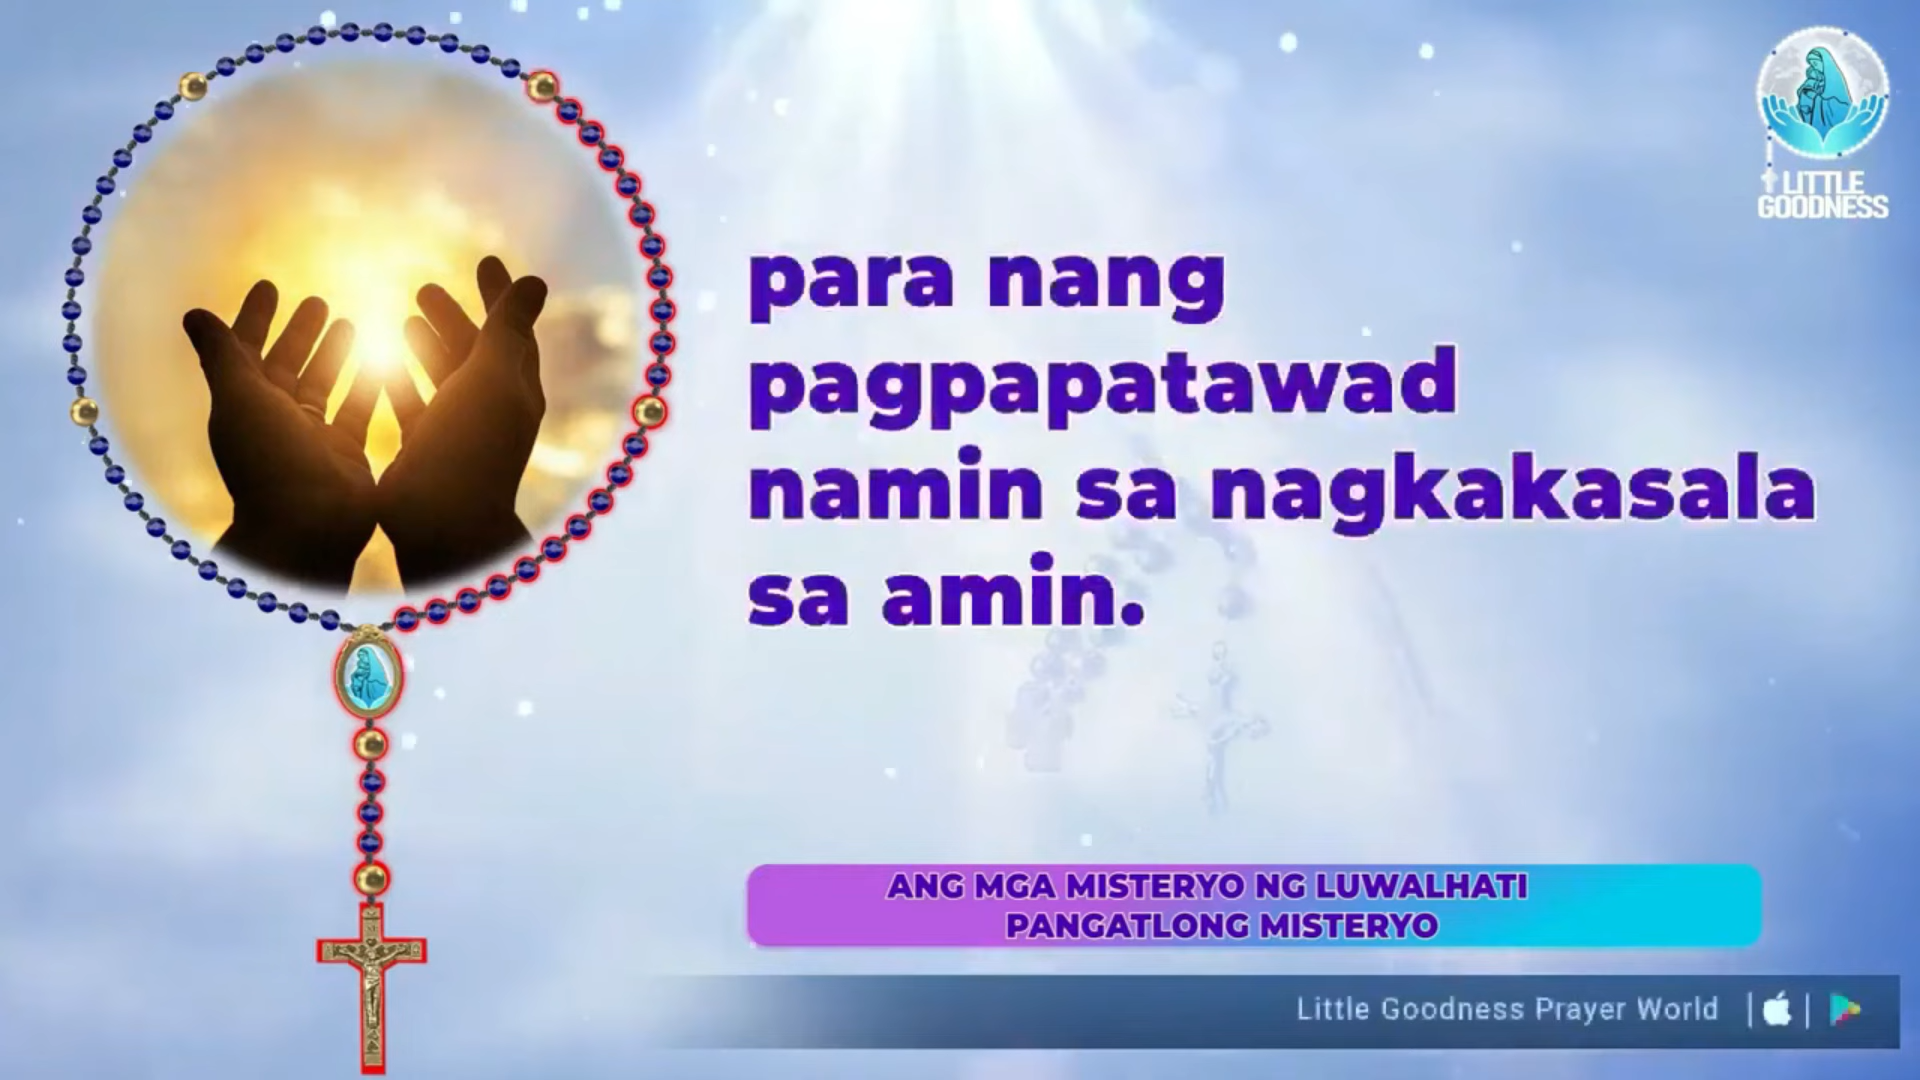 LITTLE
GOODNESS
para nang
pagpapatawad
namin sa nagkakasala
sa amin.
ANG MGA MISTERYO NG LUWALHATI
PANGATLONG MISTERYO
Little Goodness Prayer World